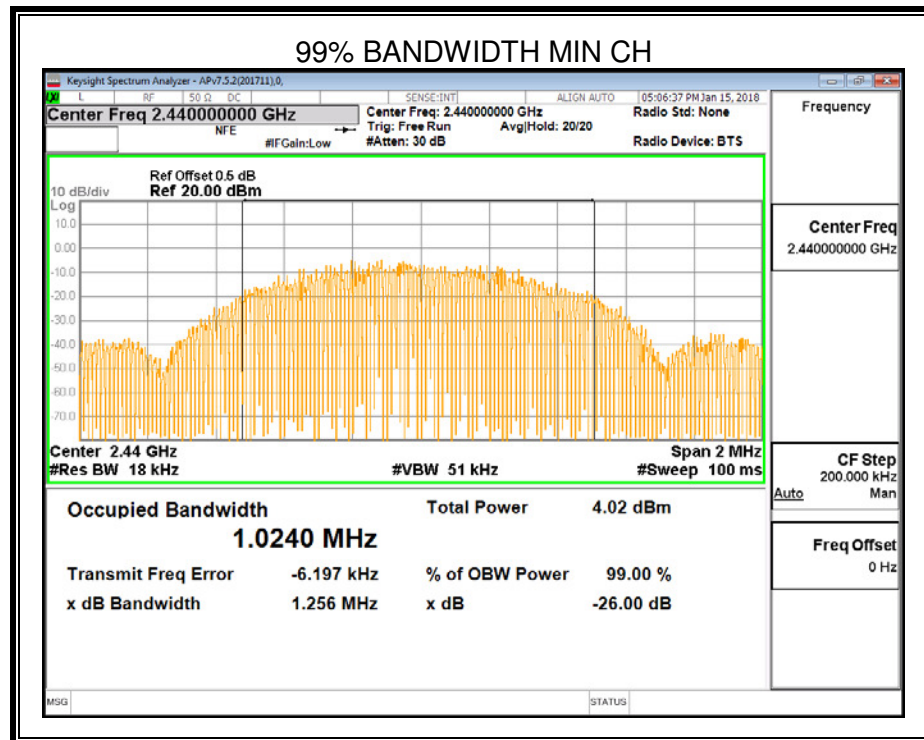 99% BANDWIDTH MIN CH
Keysight Spectrum Analyzer - APv7.5.2(201711),0,
L RF 50 Ω DC SENSE:INT ALIGN AUTO 05:06:37 PM Jan 15, 2018
Center Freq 2.440000000 GHz
Center Freq: 2.440000000 GHz
Radio Std: None
NFE
Trig: Free Run Avg|Hold: 20/20
#IFGain:Low
#Atten: 30 dB
Radio Device: BTS
Ref Offset 0.5 dB
10 dB/div Ref 20.00 dBm
Log
10.0
0.00
-10.0
-20.0
-30.0
-40.0
-50.0
-60.0
-70.0
Center 2.44 GHz Span 2 MHz
#Res BW 18 kHz #VBW 51 kHz #Sweep 100 ms
Occupied Bandwidth Total Power 4.02 dBm
1.0240 MHz
Transmit Freq Error -6.197 kHz % of OBW Power 99.00 %
x dB Bandwidth 1.256 MHz x dB -26.00 dB
MSG STATUS
Frequency
Center Freq
2.440000000 GHz
CF Step
200.000 kHz
Auto Man
Freq Offset
0 Hz